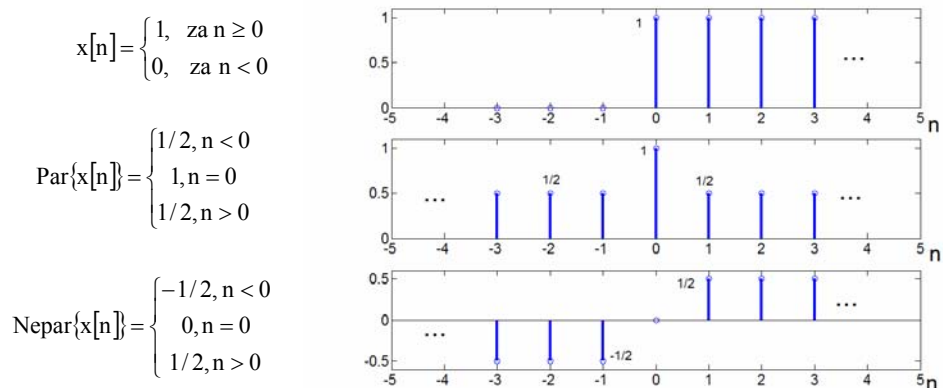 x[n] = { 1, za n ≥ 0
0, za n < 0
1
0.5
0
1
...
-5 -4 -3 -2 -1 0 1 2 3 4 5 n
Par{x[n]} = { 1/2, n < 0
1, n = 0
1/2, n > 0
1
0.5
0
... 1/2 1 1/2 ...
-5 -4 -3 -2 -1 0 1 2 3 4 5 n
Nepar{x[n]} = { -1/2, n < 0
0, n = 0
1/2, n > 0
0.5
0
-0.5
1/2 ...
... -1/2
-5 -4 -3 -2 -1 0 1 2 3 4 5 n